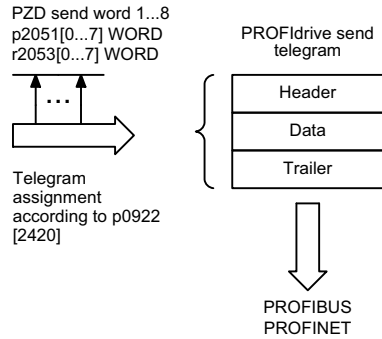 PZD send word 1...8
p2051[0...7] WORD
r2053[0...7] WORD
...
Telegram
assignment
according to p0922
[2420]
PROFIdrive send
telegram
Header
Data
Trailer
PROFIBUS
PROFINET